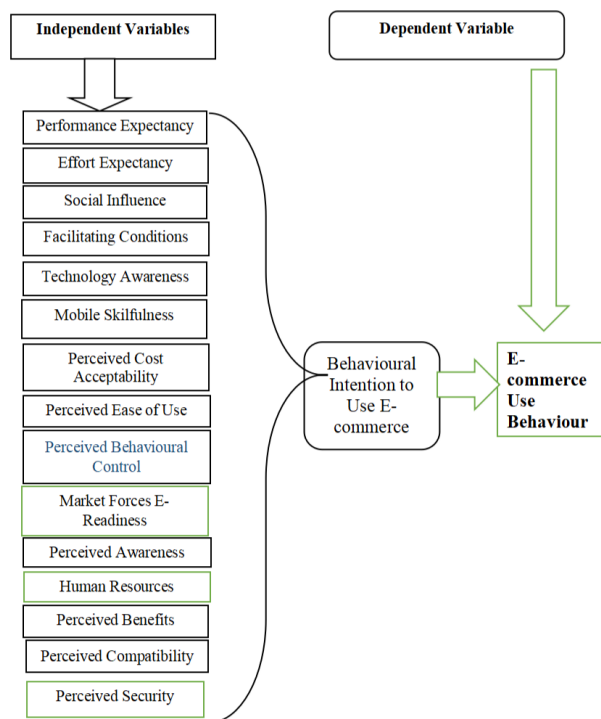 Independent Variables
Dependent Variable
Performance Expectancy
Effort Expectancy
Social Influence
Facilitating Conditions
Technology Awareness
Mobile Skilfulness
Perceived Cost
Acceptability
Perceived Ease of Use
Perceived Behavioural
Control
Market Forces E-
Readiness
Perceived Awareness
Human Resources
Perceived Benefits
Perceived Compatibility
Perceived Security
Behavioural
Intention to
Use E-
commerce
E-
commerce
Use
Behaviour